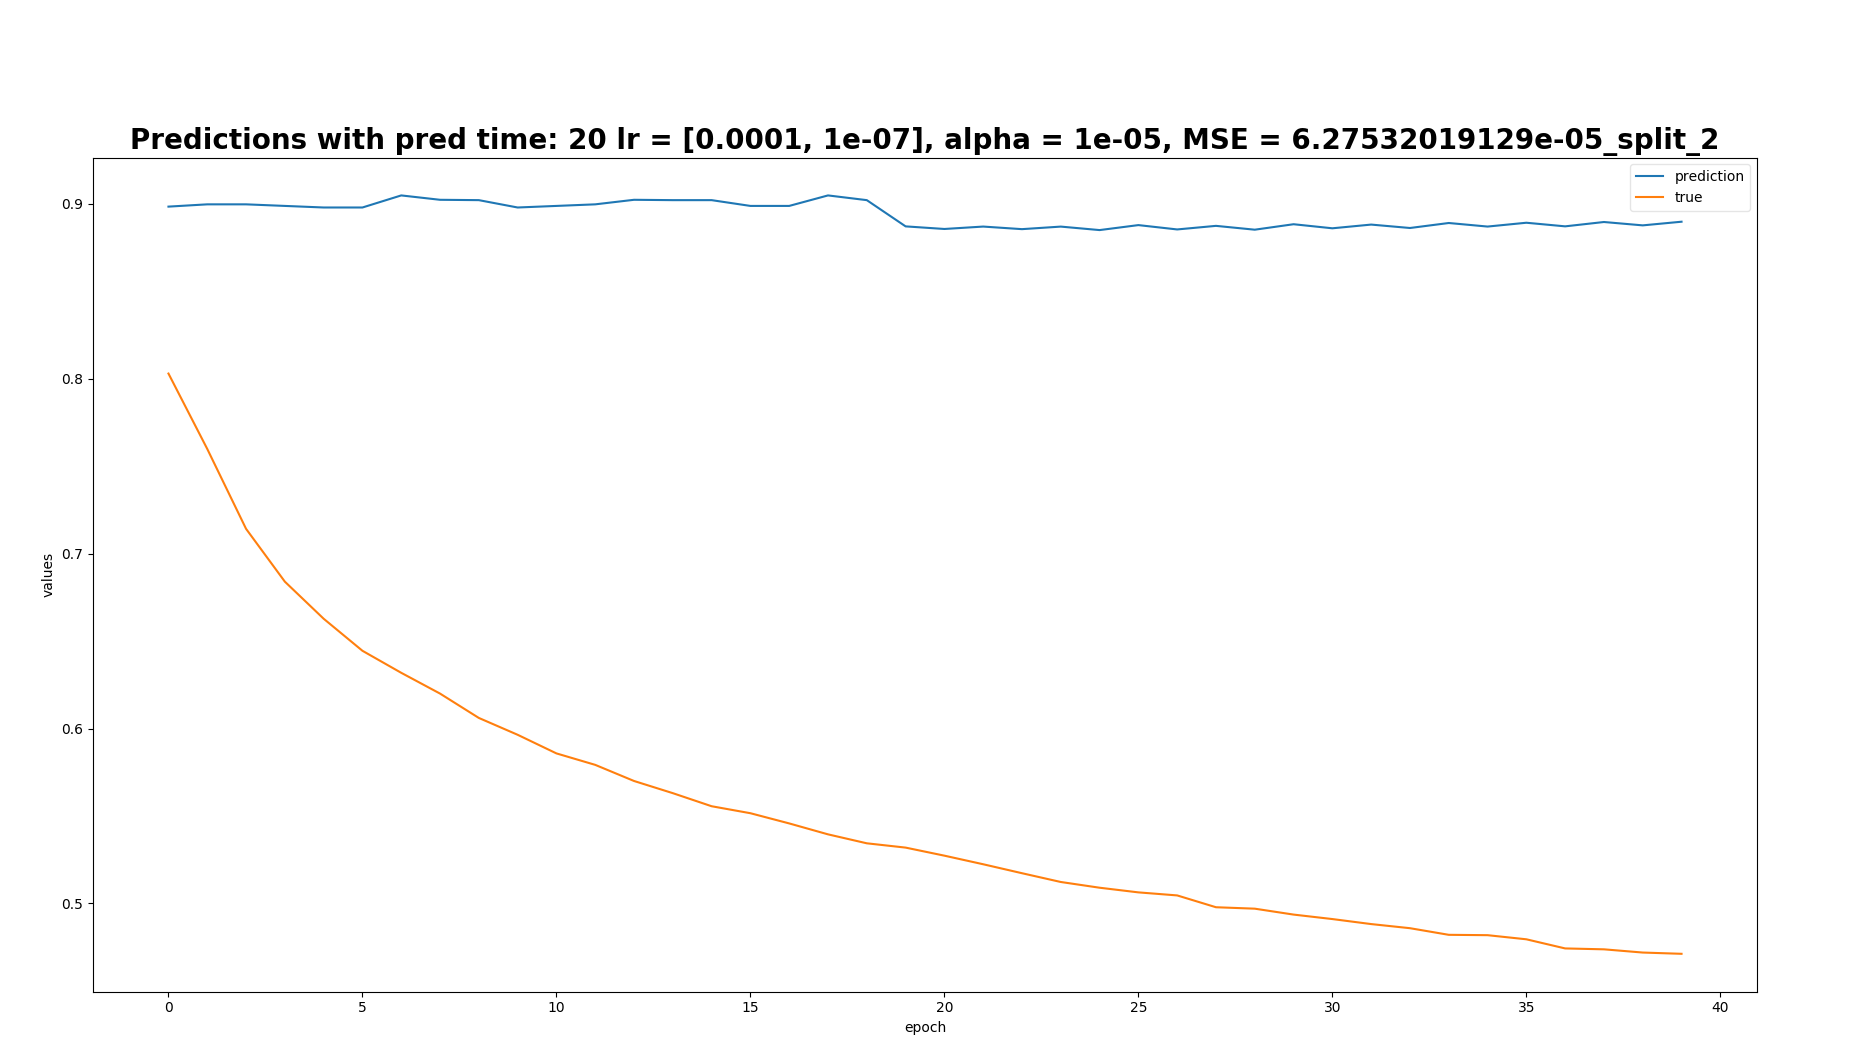 Predictions with pred time: 20 lr = [0.0001, 1e-07], alpha = 1e-05, MSE = 6.27532019129e-05_split_2
prediction
true
0.9
0.8
0.7
0.6
0.5
values
0 5 10 15 20 25 30 35 40
epoch